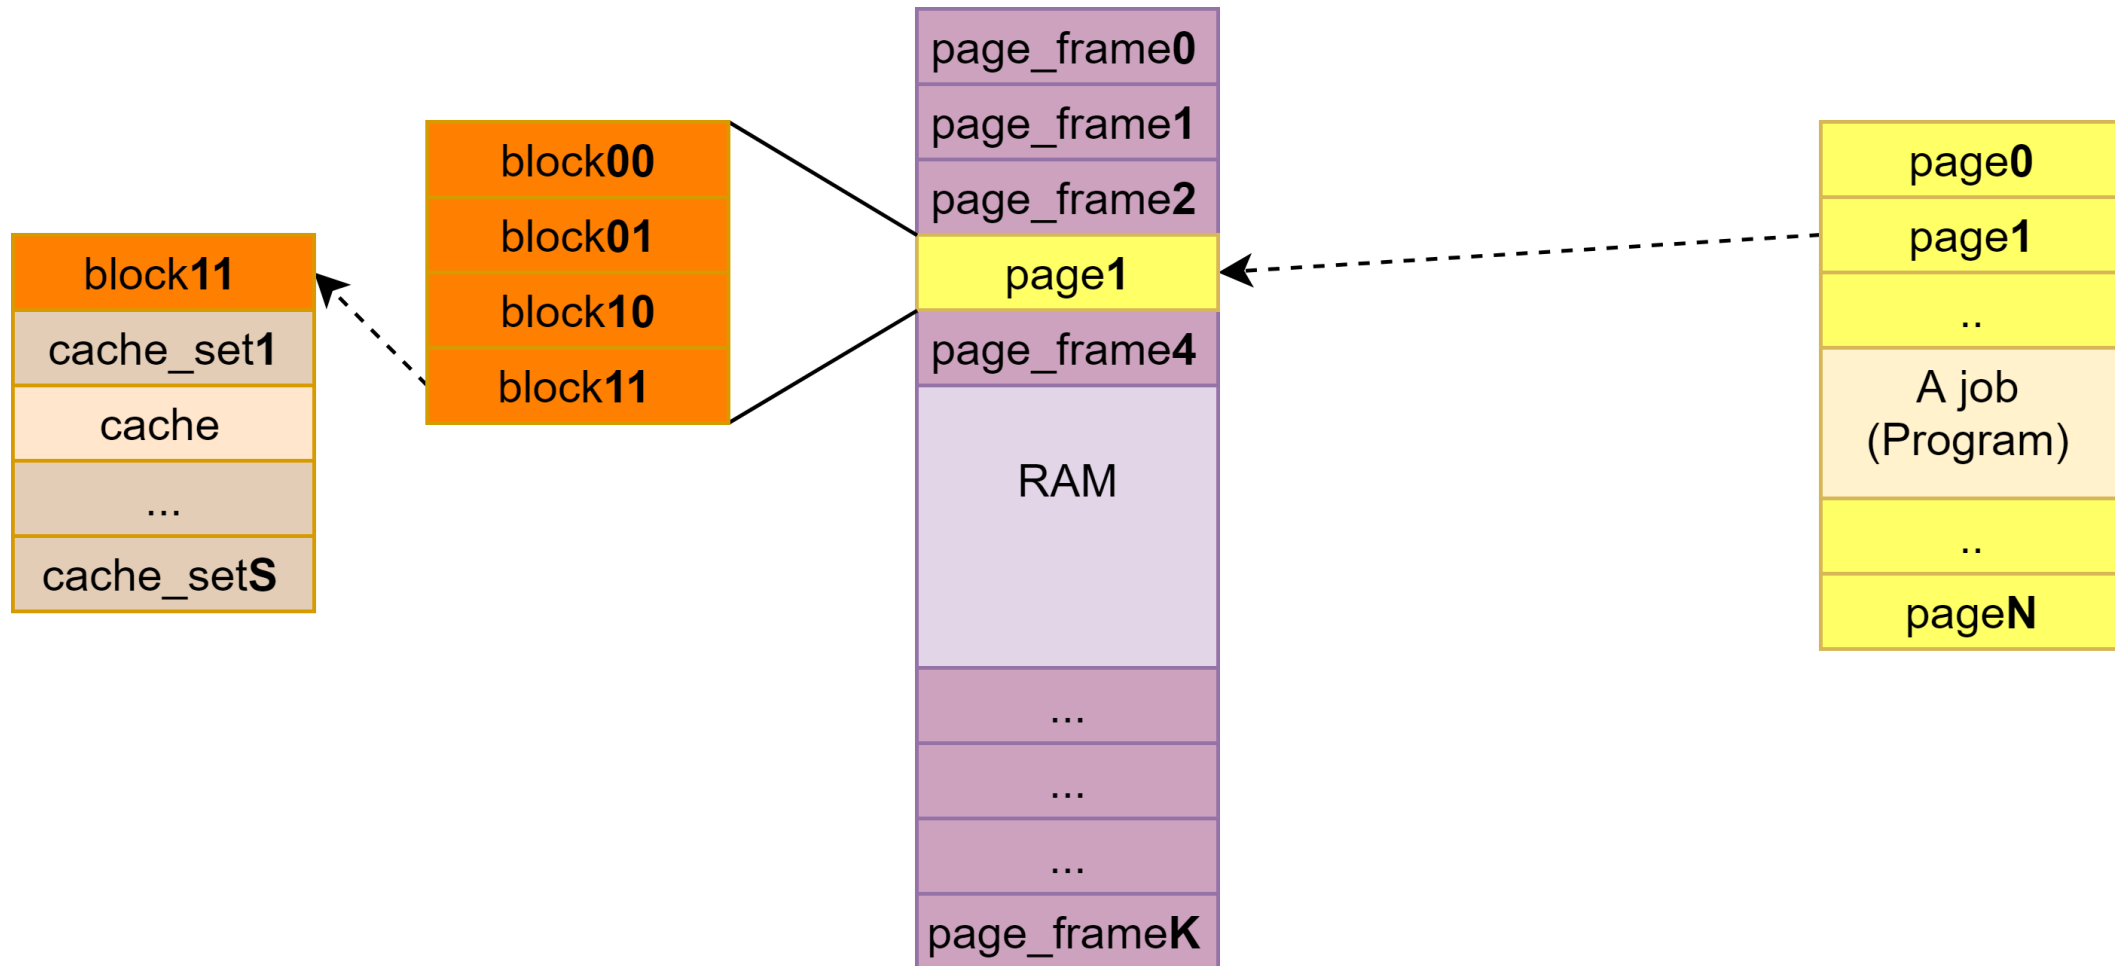 block11
cache_set1
cache
...
cache_setS
block00
block01
block10
block11
page_frame0
page_frame1
page_frame2
page1
page_frame4
RAM
...
...
...
page_frameK
page0
page1
..
A job
(Program)
..
pageN